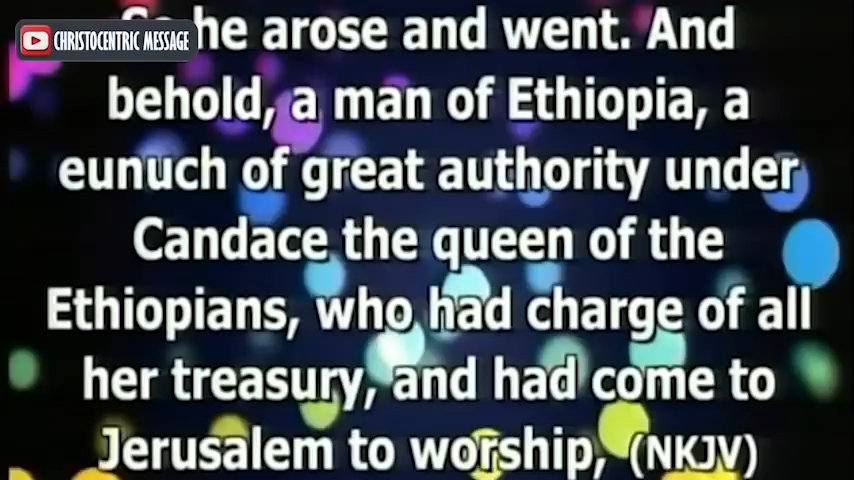 CHRISTOCENTRIC MESSAGE
So he arose and went. And
behold, a man of Ethiopia, a
eunuch of great authority under
Candace the queen of the
Ethiopians, who had charge of all
her treasury, and had come to
Jerusalem to worship, (NKJV)